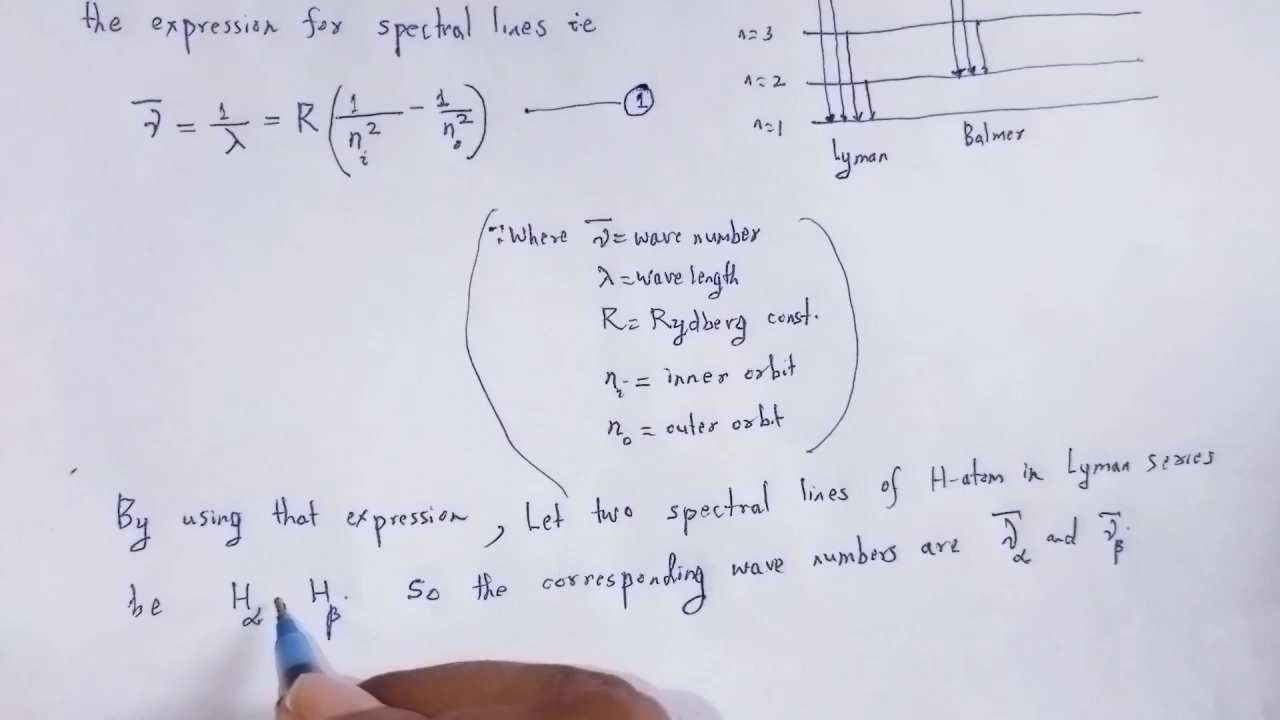 the expression for spectral lines ie
n=3
n=2
n=1
Lyman
Balmer
ν̅ = 1/λ = R(1/nᵢ² − 1/n₀²) ——— ①
∵ Where ν̅ = wave number
λ = wave length
R = Rydberg const.
nᵢ = inner orbit
n₀ = outer orbit
By using that expression, Let two spectral lines of H-atom in Lyman series
be Hα Hβ. So the corresponding wave numbers are ν̅α and ν̅β.